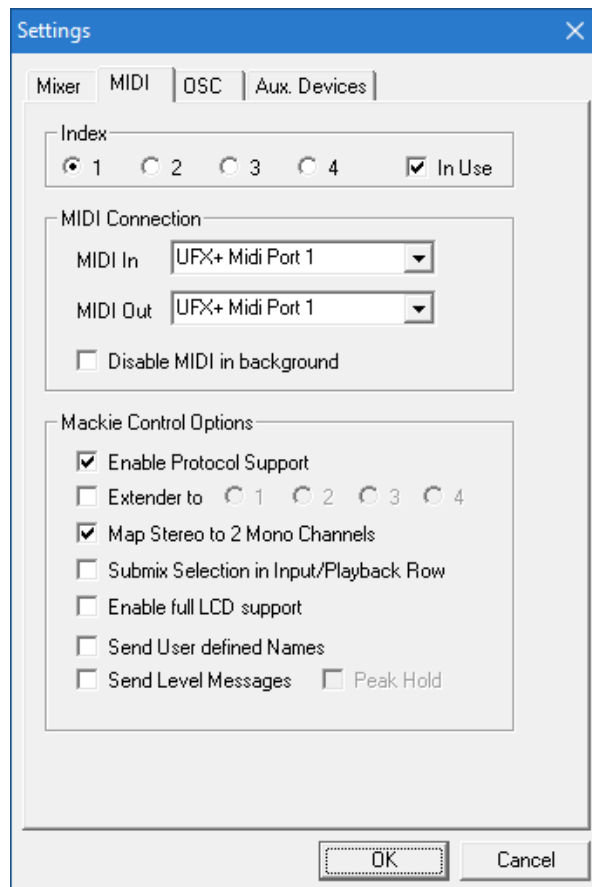 Settings
Mixer MIDI OSC Aux. Devices
Index
1 2 3 4 In Use
MIDI Connection
MIDI In UFX+ Midi Port 1
MIDI Out UFX+ Midi Port 1
Disable MIDI in background
Mackie Control Options
Enable Protocol Support
Extender to 1 2 3 4
Map Stereo to 2 Mono Channels
Submix Selection in Input/Playback Row
Enable full LCD support
Send User defined Names
Send Level Messages Peak Hold
OK Cancel